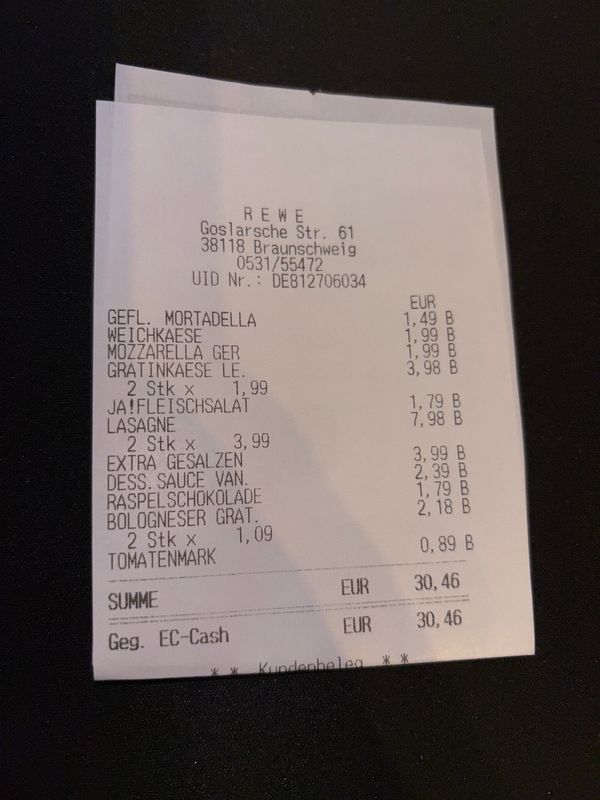 R E W E
Goslarsche Str. 61
38118 Braunschweig
0531/55472
UID Nr.: DE812706034
EUR
GEFL. MORTADELLA 1,49 B
WEICHKAESE 1,99 B
MOZZARELLA GER 1,99 B
GRATINKAESE LE. 3,98 B
2 Stk x 1,99
JA!FLEISCHSALAT 1,79 B
LASAGNE 7,98 B
2 Stk x 3,99
EXTRA GESALZEN 3,99 B
DESS.SAUCE VAN. 2,39 B
RASPELSCHOKOLADE 1,79 B
BOLOGNESER GRAT. 2,18 B
2 Stk x 1,09
TOMATENMARK 0,89 B
SUMME EUR 30,46
Geg. EC-Cash EUR 30,46
* * Kundenbeleg * *